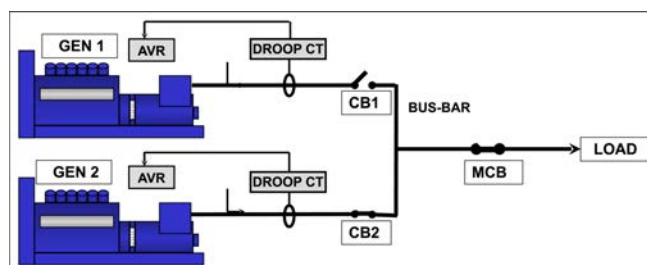 GEN 1
AVR
DROOP CT
CB1
BUS-BAR
GEN 2
AVR
DROOP CT
CB2
MCB
LOAD